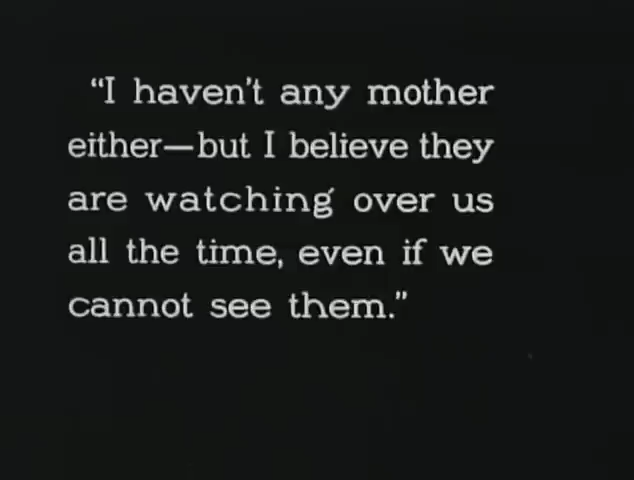 “I haven't any mother
either—but I believe they
are watching over us
all the time, even if we
cannot see them.”